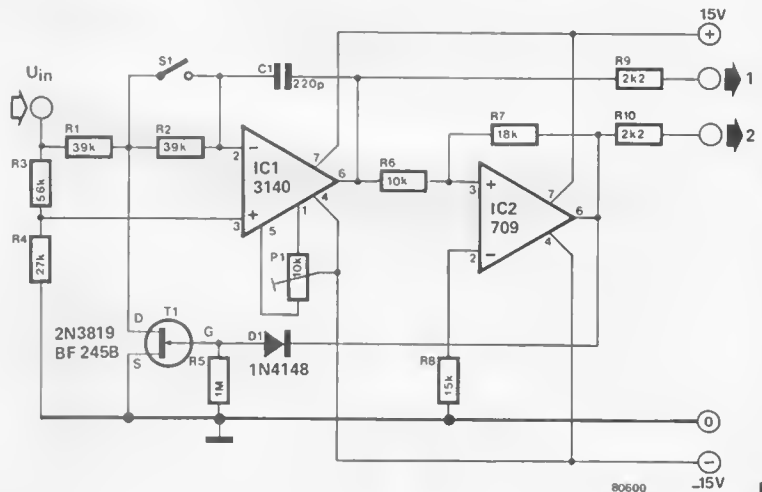 15V
+
Uin
S1
C1
220p
R9
2k2
1
R1
39k
R2
39k
R7
18k
R10
2k2
2
R3
56k
2
−
IC1
3140
+
3
7
6
4
1
5
R6
10k
3
+
IC2
709
−
2
7
6
4
R4
27k
P1
10k
2N3819
BF 245B
T1
D
S
G
R5
1M
D1
1N4148
R8
15k
0
−
−15V
80600